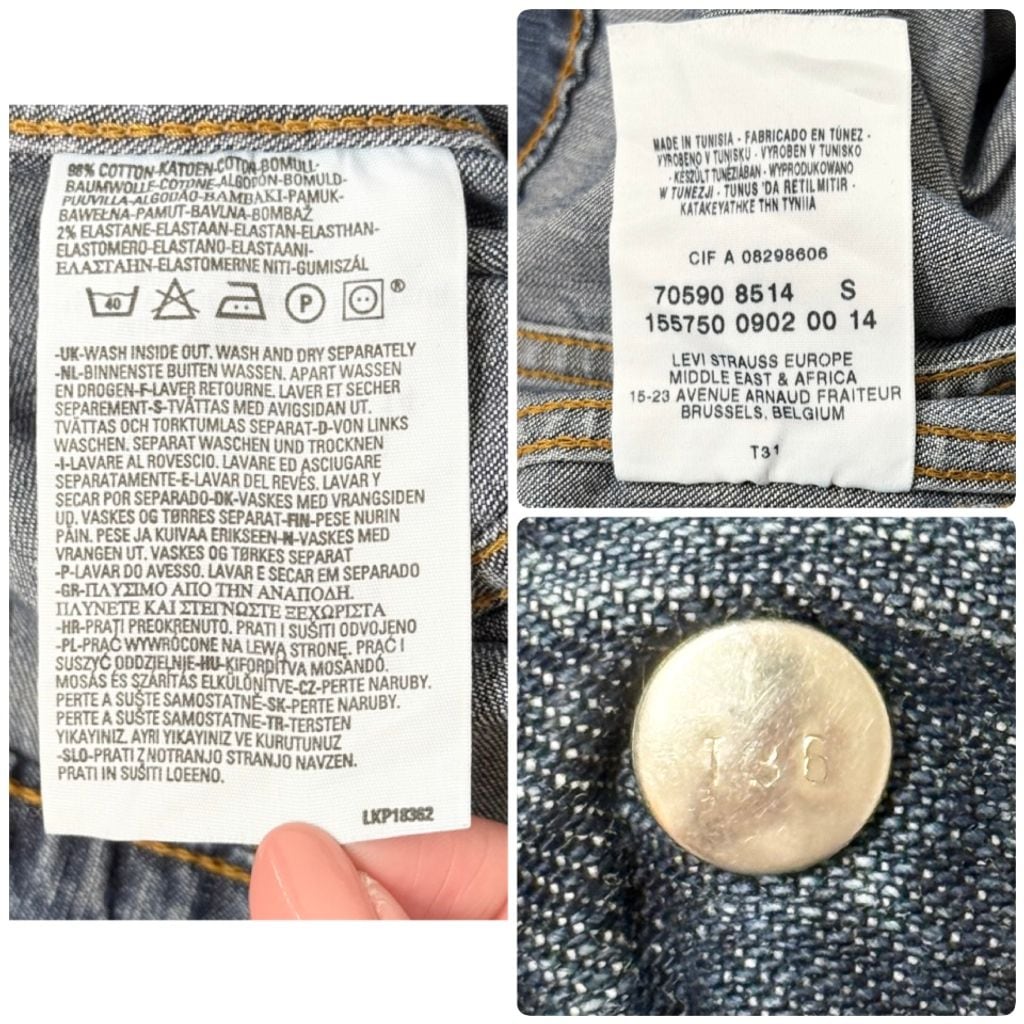 98% COTTON-KATOEN-COTON-BOMULL-
BAUMWOLLE-COTONE-ALGODÓN-BOMULD-
PUUVILLA-ALGODÃO-BAMBAKI-PAMUK-
BAWEŁNA-PAMUT-BAVLNA-BOMBAŽ
2% ELASTANE-ELASTAAN-ELASTAN-ELASTHAN-
ELASTOMERO-ELASTANO-ELASTAANI-
ΕΛΑΣΤΑΗΝ-ELASTOMERNE NITI-GUMISZÁL
40 P ®
-UK-WASH INSIDE OUT. WASH AND DRY SEPARATELY
-NL-BINNENSTE BUITEN WASSEN. APART WASSEN
EN DROGEN-F-LAVER RETOURNE. LAVER ET SECHER
SEPAREMENT-S-TVÄTTAS MED AVIGSIDAN UT.
TVÄTTAS OCH TORKTUMLAS SEPARAT-D-VON LINKS
WASCHEN. SEPARAT WASCHEN UND TROCKNEN
-I-LAVARE AL ROVESCIO. LAVARE ED ASCIUGARE
SEPARATAMENTE-E-LAVAR DEL REVÉS. LAVAR Y
SECAR POR SEPARADO-DK-VASKES MED VRANGSIDEN
UD. VASKES OG TØRRES SEPARAT-FIN-PESE NURIN
PÄIN. PESE JA KUIVAA ERIKSEEN-N-VASKES MED
VRANGEN UT. VASKES OG TØRKES SEPARAT
-P-LAVAR DO AVESSO. LAVAR E SECAR EM SEPARADO
-GR-ΠΛΥΣΙΜΟ ΑΠΟ ΤΗΝ ΑΝΑΠΟΔΗ.
ΠΛΥΝΕΤΕ ΚΑΙ ΣΤΕΓΝΩΣΤΕ ΞΕΧΩΡΙΣΤΑ
-HR-PRATI PREOKRENUTO. PRATI I SUŠITI ODVOJENO
-PL-PRAĆ WYWRÓCONE NA LEWĄ STRONĘ. PRAĆ I
SUSZYĆ ODDZIELNIE-HU-KIFORDÍTVA MOSANDÓ.
MOSÁS ÉS SZÁRÍTÁS ELKÜLÖNÍTVE-CZ-PERTE NARUBY.
PERTE A SUŠTE SAMOSTATNĚ-SK-PERTE NARUBY.
PERTE A SUŠTE SAMOSTATNE-TR-TERSTEN
YIKAYINIZ. AYRI YIKAYINIZ VE KURUTUNUZ
-SLO-PRATI Z NOTRANJO STRANJO NAVZEN.
PRATI IN SUŠITI LOEENO.
LKP18362
MADE IN TUNISIA - FABRICADO EN TÚNEZ -
VYROBENO V TUNISKU - VYROBEN V TUNISKO
- KÉSZÜLT TUNÉZIÁBAN - WYPRODUKOWANO
W TUNEZJI - TUNUS 'DA RETILMITIR -
KATAKEYATHKE THN TYNIIA
CIF A 08298606
70590 8514 S
155750 0902 00 14
LEVI STRAUSS EUROPE
MIDDLE EAST & AFRICA
15-23 AVENUE ARNAUD FRAITEUR
BRUSSELS. BELGIUM
T31
T 36